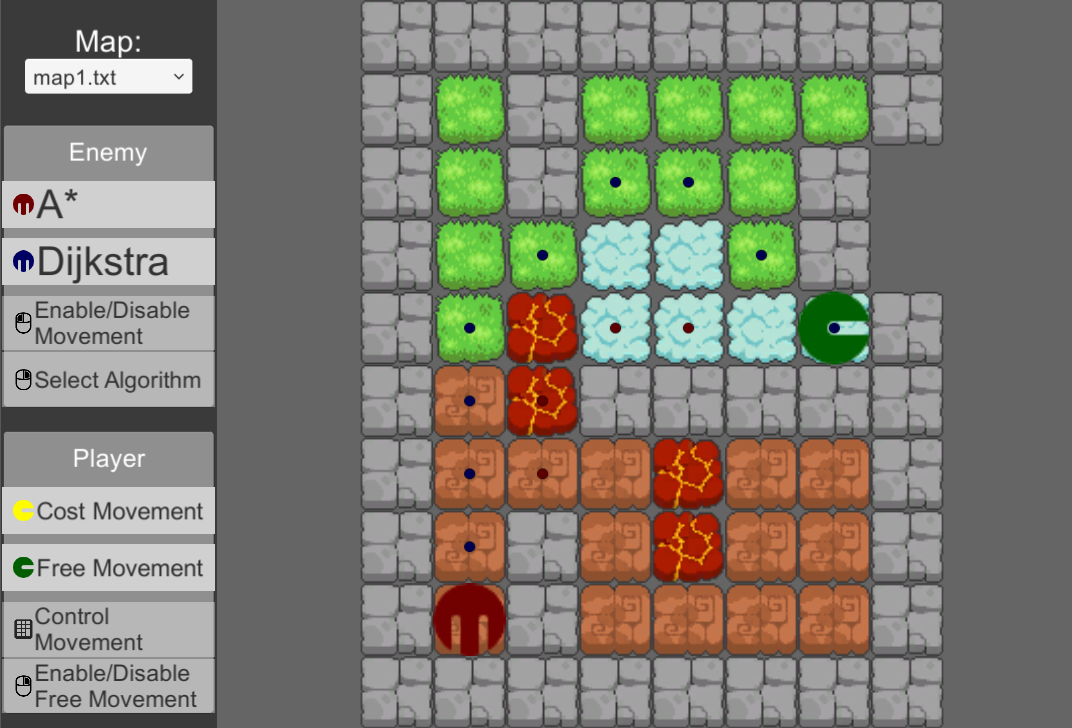 Map:
map1.txt
Enemy
A*
Dijkstra
Enable/Disable
Movement
Select Algorithm
Player
Cost Movement
Free Movement
Control
Movement
Enable/Disable
Free Movement